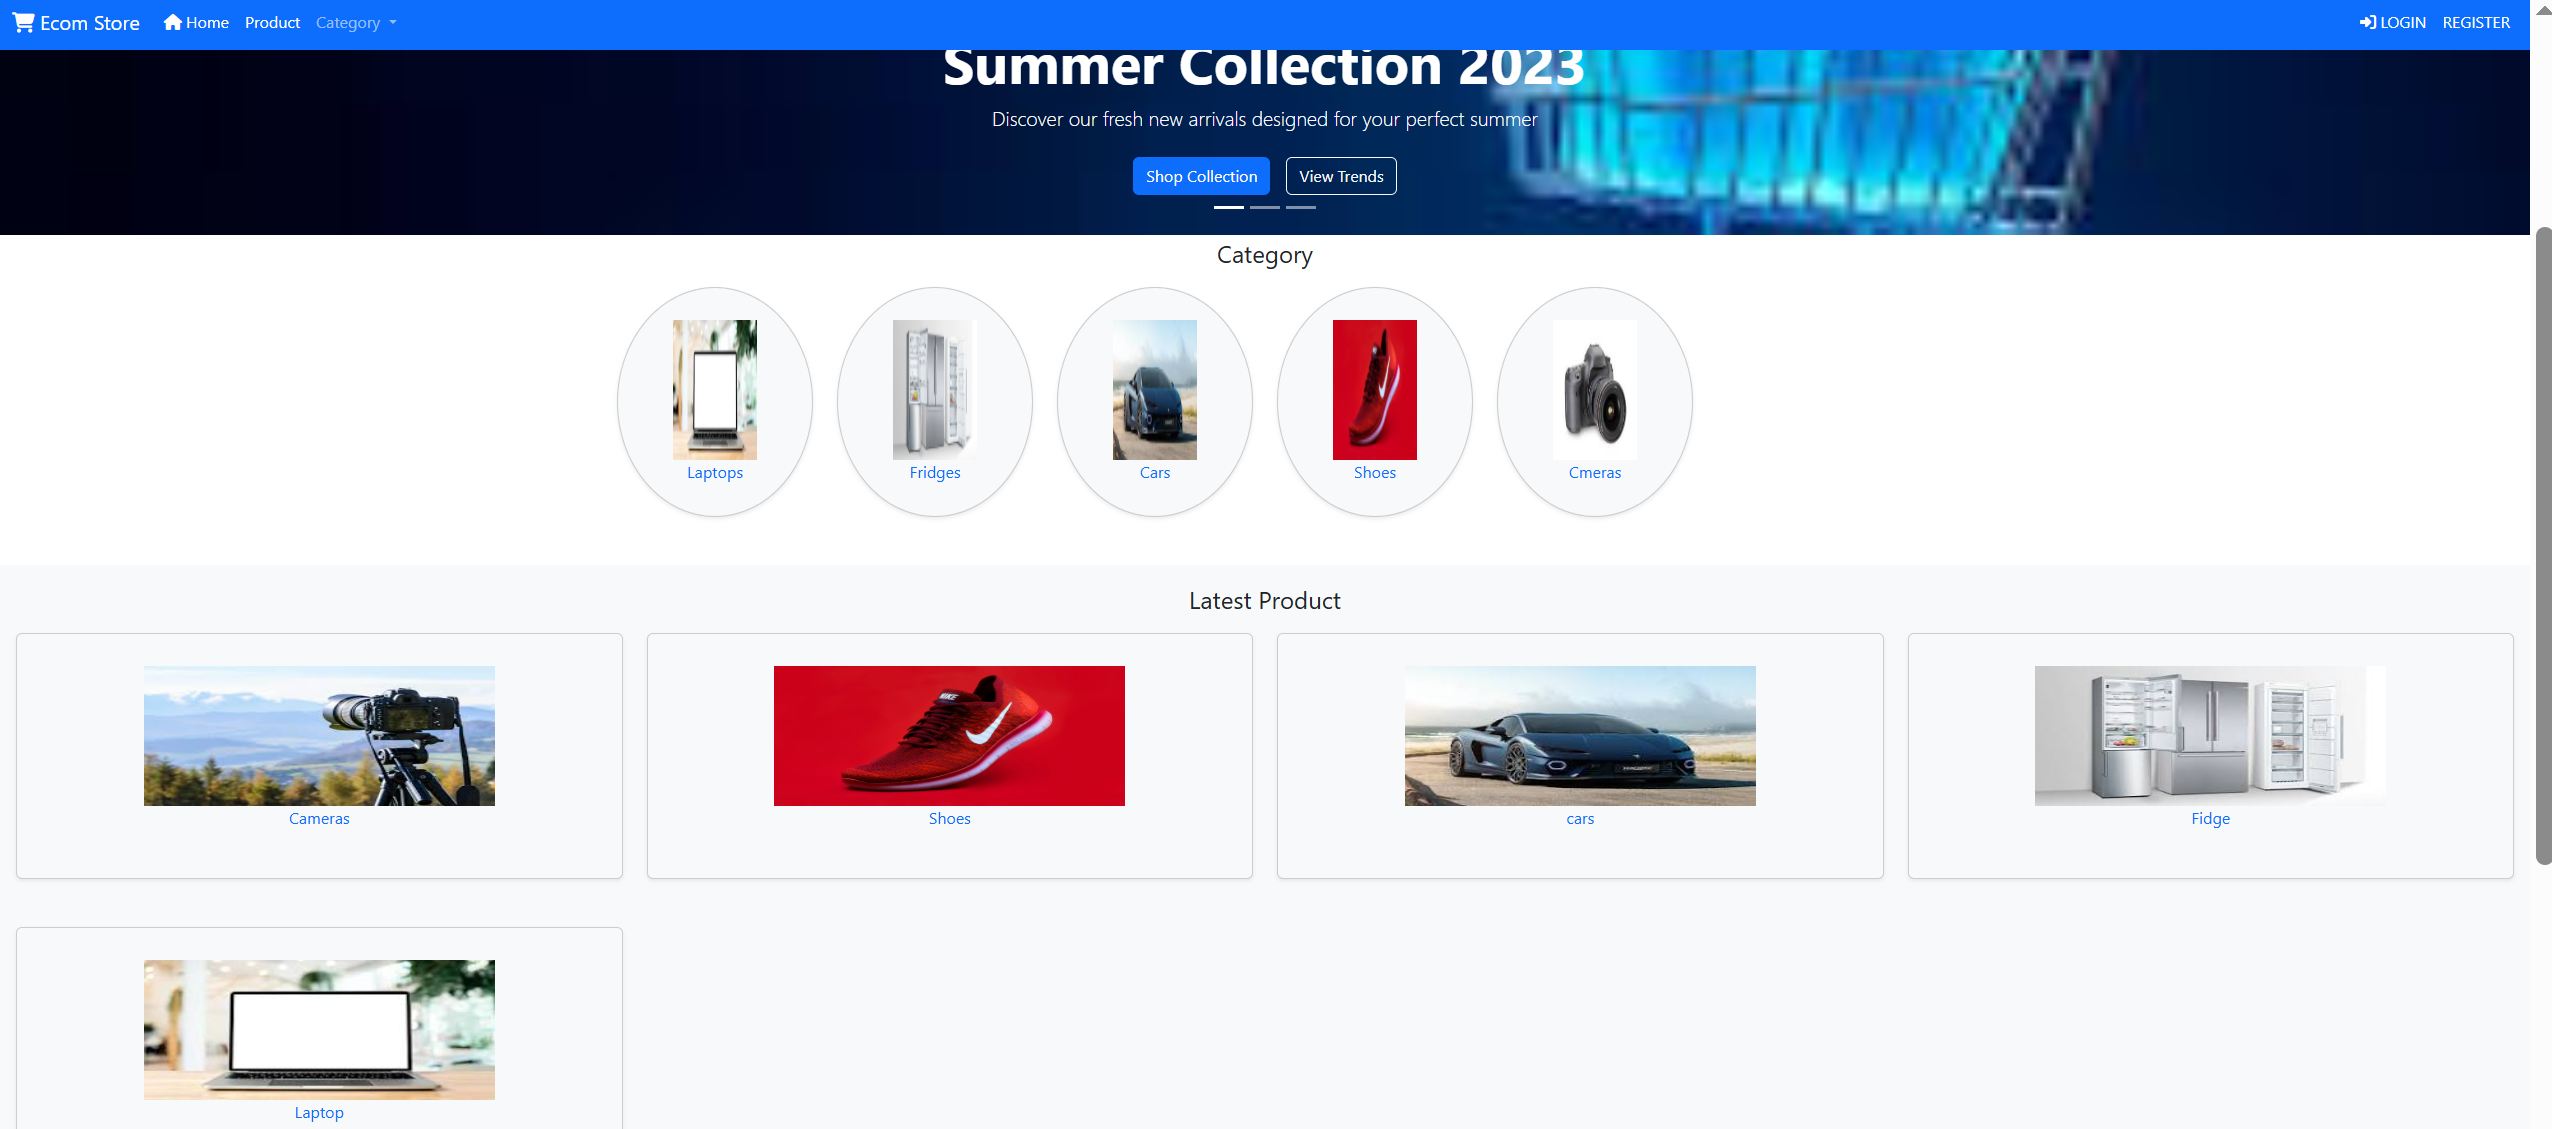 Ecom Store Home Product Category LOGIN REGISTER
Summer Collection 2023
Discover our fresh new arrivals designed for your perfect summer
Shop Collection View Trends
Category
Laptops Fridges Cars Shoes Cmeras
Latest Product
NIKE
Cameras Shoes cars Fidge
Laptop